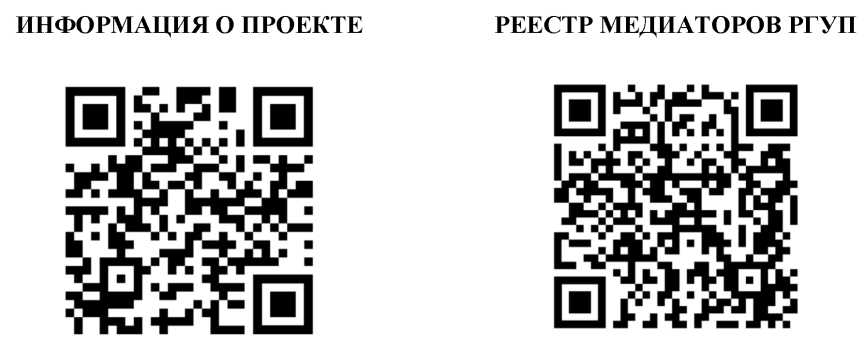 ИНФОРМАЦИЯ О ПРОЕКТЕ
РЕЕСТР МЕДИАТОРОВ РГУП